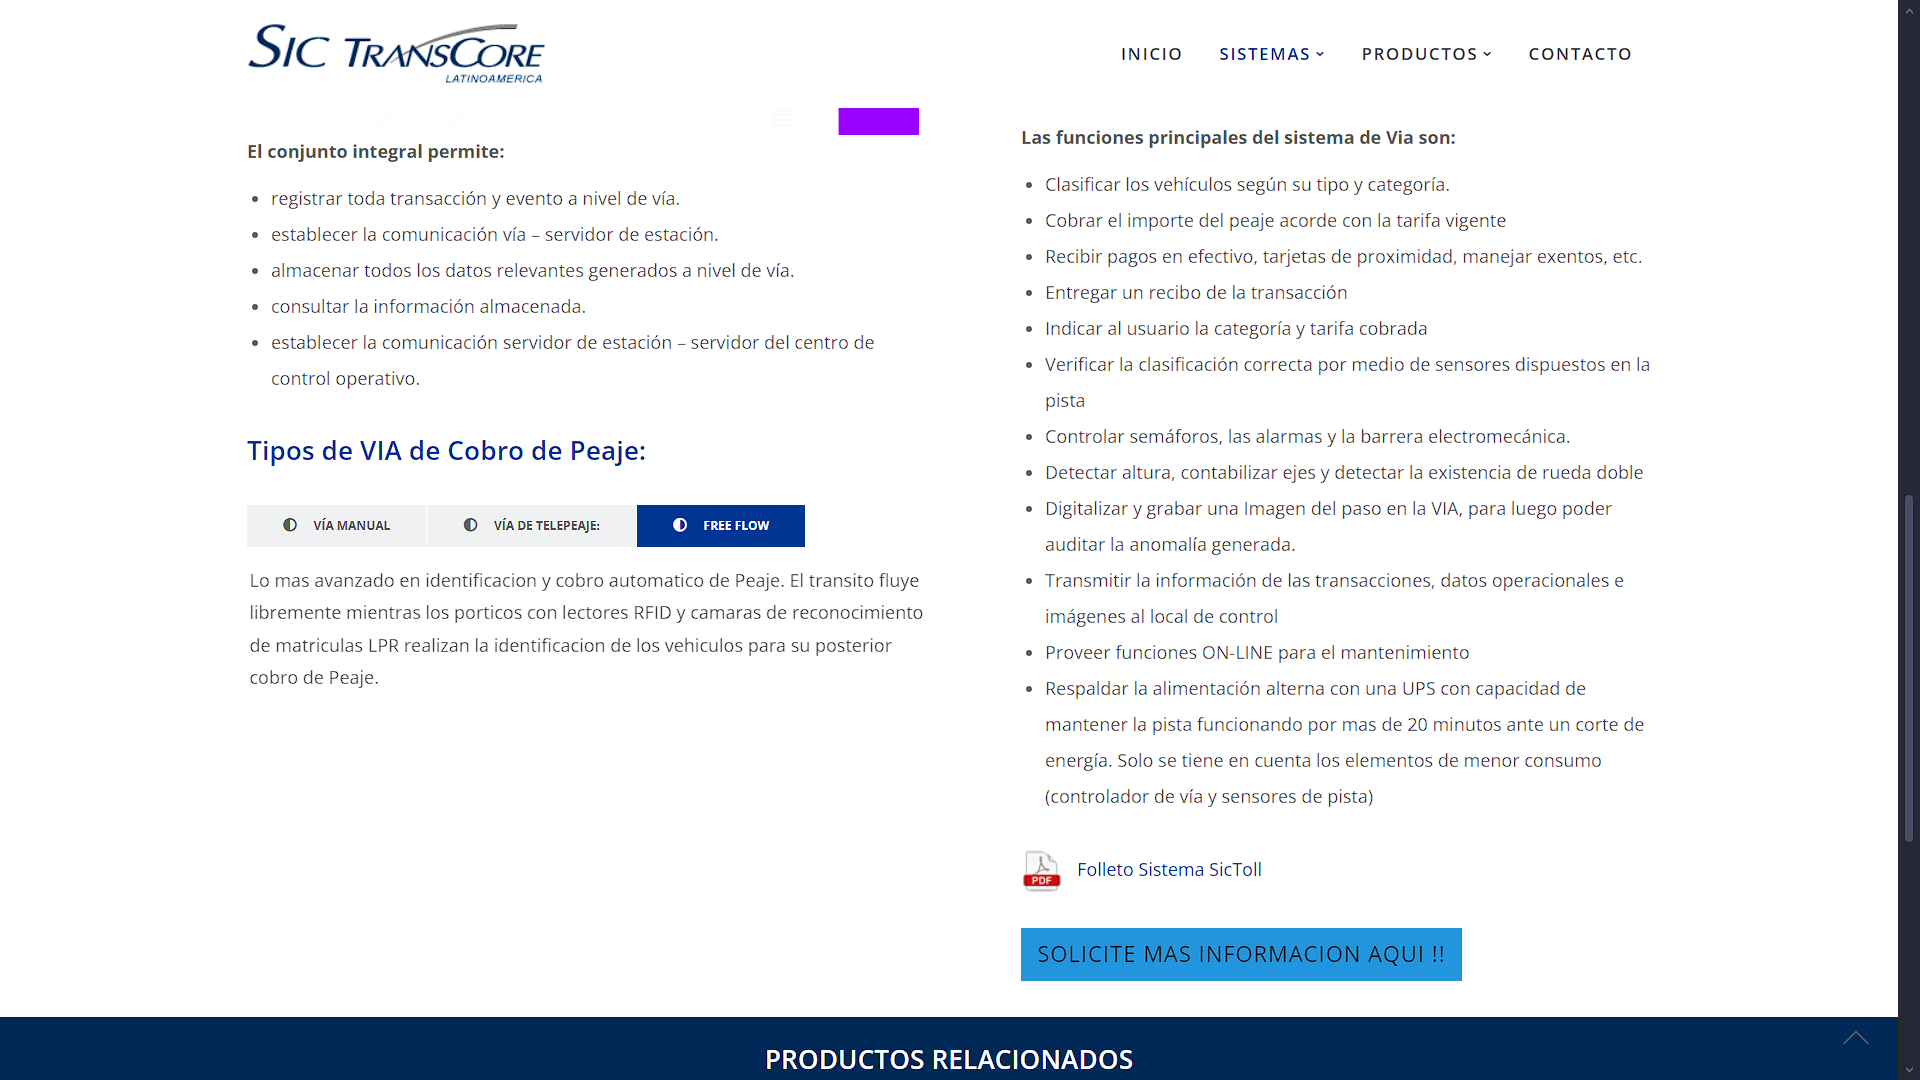 SIC TRANSCORE
LATINOAMERICA
INICIO
SISTEMAS
PRODUCTOS
CONTACTO
El conjunto integral permite:
registrar toda transacción y evento a nivel de vía.
establecer la comunicación vía – servidor de estación.
almacenar todos los datos relevantes generados a nivel de vía.
consultar la información almacenada.
establecer la comunicación servidor de estación – servidor del centro de
control operativo.
Tipos de VIA de Cobro de Peaje:
VÍA MANUAL
VÍA DE TELEPEAJE:
FREE FLOW
Lo mas avanzado en identificacion y cobro automatico de Peaje. El transito fluye
libremente mientras los porticos con lectores RFID y camaras de reconocimiento
de matriculas LPR realizan la identificacion de los vehiculos para su posterior
cobro de Peaje.
Las funciones principales del sistema de Via son:
Clasificar los vehículos según su tipo y categoría.
Cobrar el importe del peaje acorde con la tarifa vigente
Recibir pagos en efectivo, tarjetas de proximidad, manejar exentos, etc.
Entregar un recibo de la transacción
Indicar al usuario la categoría y tarifa cobrada
Verificar la clasificación correcta por medio de sensores dispuestos en la
pista
Controlar semáforos, las alarmas y la barrera electromecánica.
Detectar altura, contabilizar ejes y detectar la existencia de rueda doble
Digitalizar y grabar una Imagen del paso en la VIA, para luego poder
auditar la anomalía generada.
Transmitir la información de las transacciones, datos operacionales e
imágenes al local de control
Proveer funciones ON-LINE para el mantenimiento
Respaldar la alimentación alterna con una UPS con capacidad de
mantener la pista funcionando por mas de 20 minutos ante un corte de
energía. Solo se tiene en cuenta los elementos de menor consumo
(controlador de vía y sensores de pista)
PDF
Folleto Sistema SicToll
SOLICITE MAS INFORMACION AQUI !!
PRODUCTOS RELACIONADOS